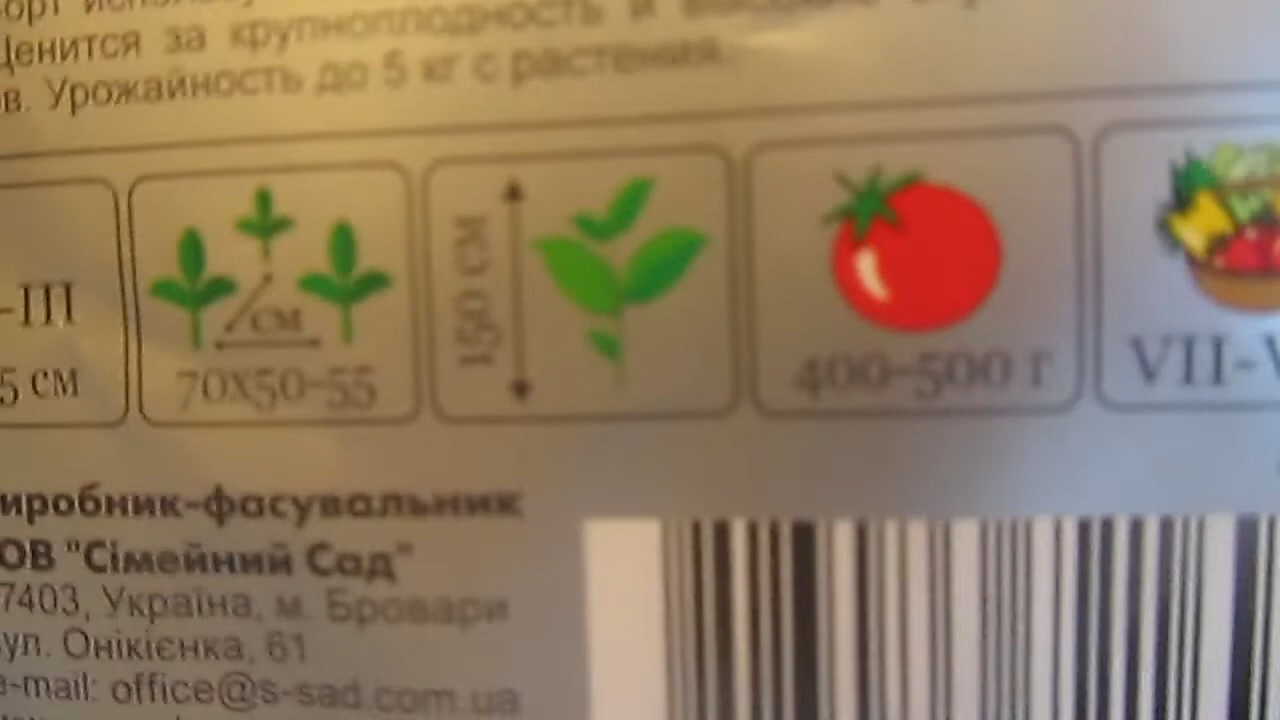 Ценится за крупноплодность и
ов. Урожайность до 5 кг с растения.
-III
5 см
см
70х50-55
150 см
400-500 г
VII-V
иробник-фасувальник
ОВ "Сімейний Сад"
7403, Україна, м. Бровари
ул. Онікієнка, 61
e-mail: office@s-sad.com.ua